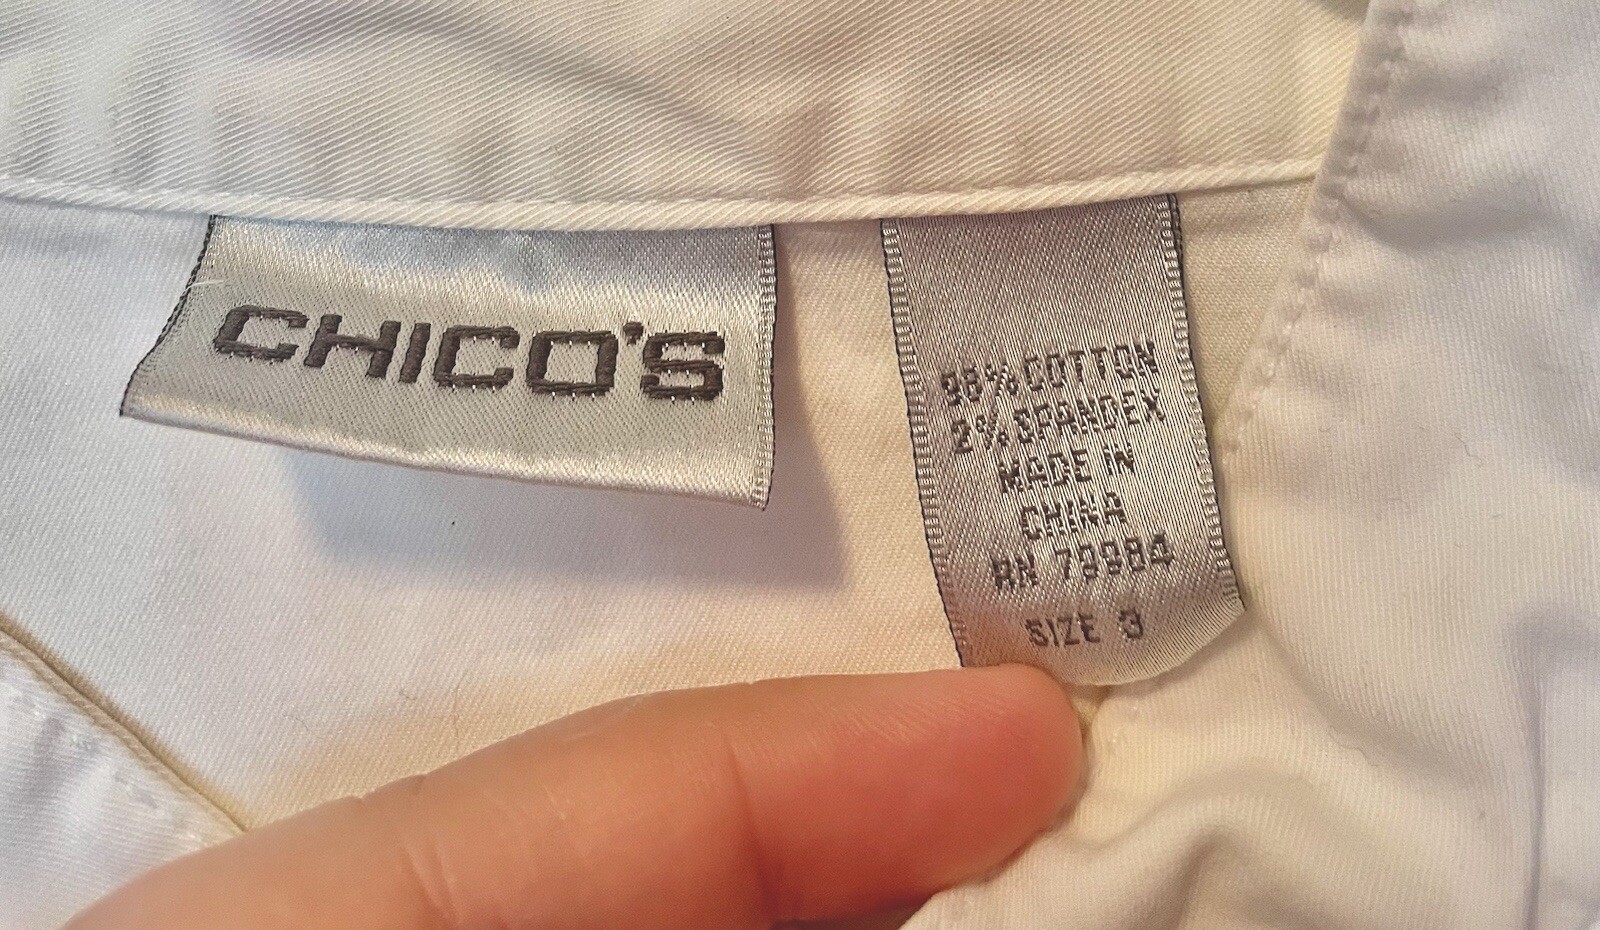 CHICO'S
98% COTTON
2% SPANDEX
MADE IN
CHINA
RN 79984
SIZE 3